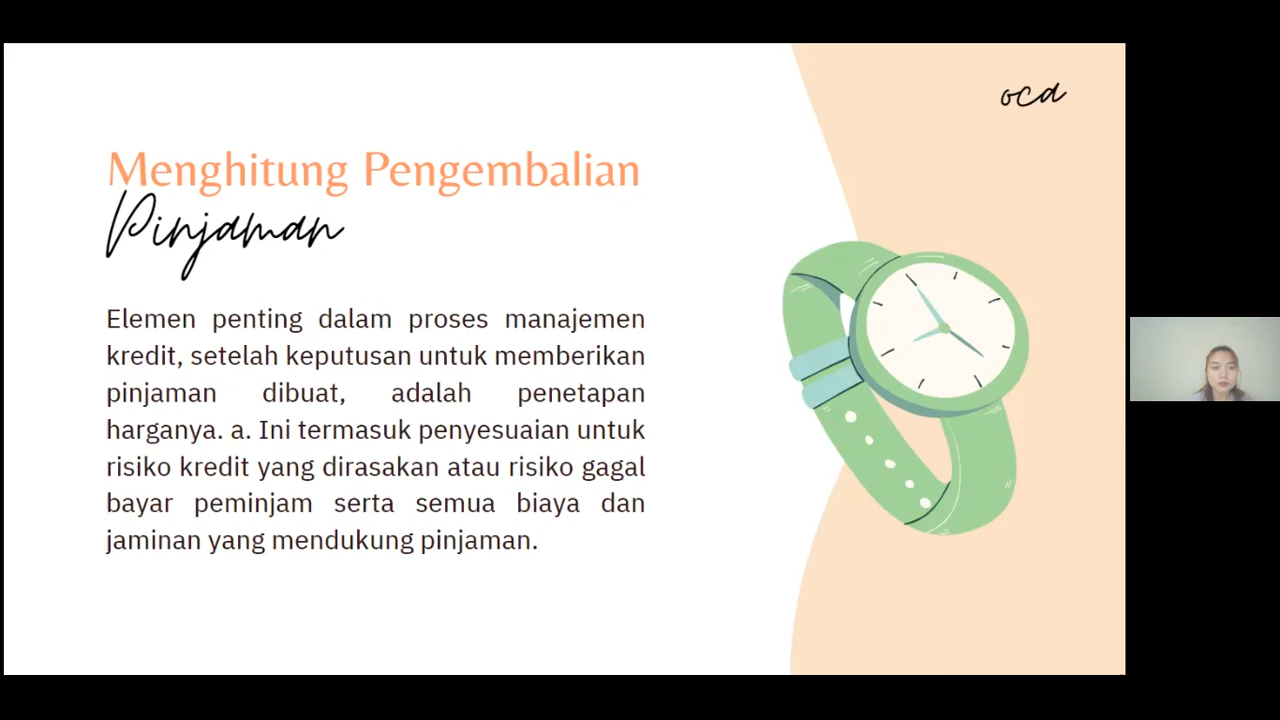 ocd
Menghitung Pengembalian
Pinjaman
Elemen penting dalam proses manajemen
kredit, setelah keputusan untuk memberikan
pinjaman dibuat, adalah penetapan
harganya. a. Ini termasuk penyesuaian untuk
risiko kredit yang dirasakan atau risiko gagal
bayar peminjam serta semua biaya dan
jaminan yang mendukung pinjaman.